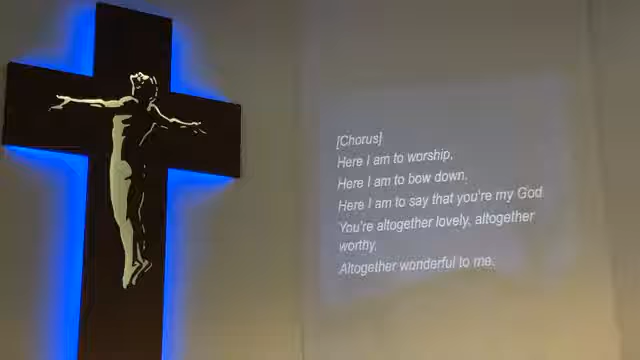 [Chorus]
Here I am to worship,
Here I am to bow down,
Here I am to say that you're my God
You're altogether lovely, altogether
worthy,
Altogether wonderful to me.